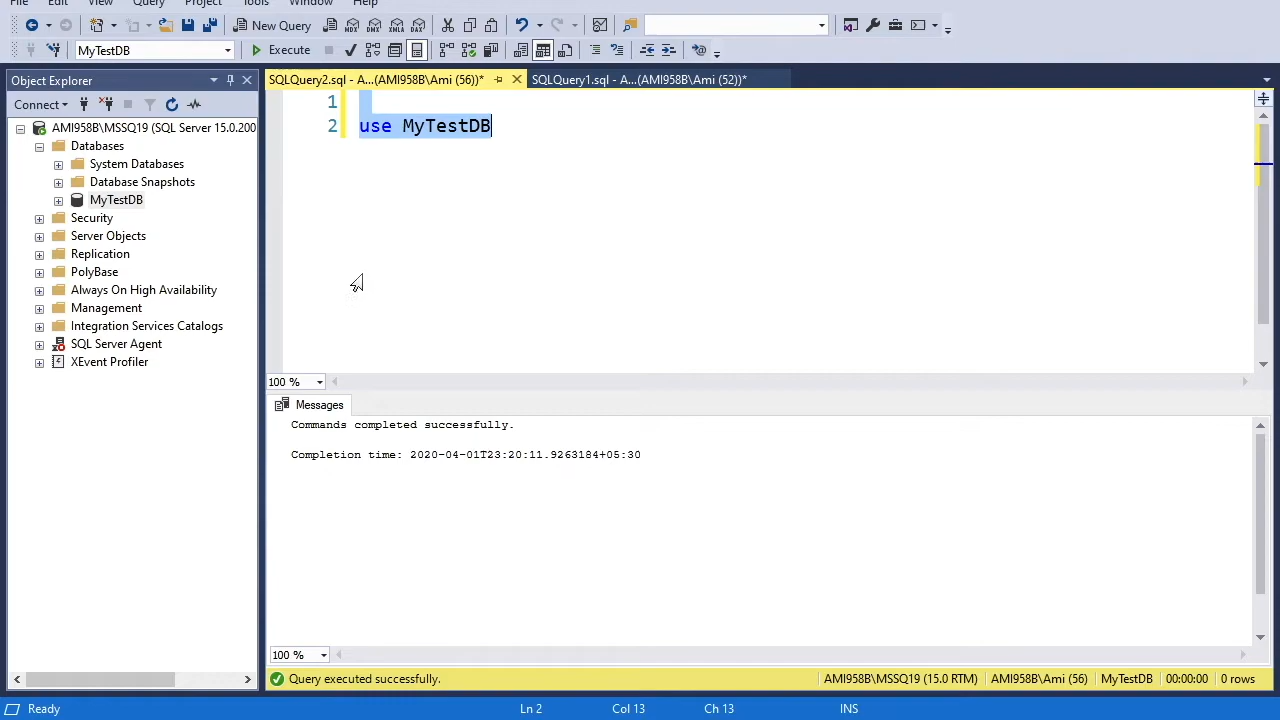 File Edit View Query Project Tools Window Help
New Query
MDX DMX XMLA DAX
MyTestDB Execute
Object Explorer
SQLQuery2.sql - A...(AMI958B\Ami (56))* SQLQuery1.sql - A...(AMI958B\Ami (52))*
Connect
1
2 use MyTestDB
AMI958B\MSSQ19 (SQL Server 15.0.200
Databases
System Databases
Database Snapshots
MyTestDB
Security
Server Objects
Replication
PolyBase
Always On High Availability
Management
Integration Services Catalogs
SQL Server Agent
XEvent Profiler
100 %
Messages
Commands completed successfully.
Completion time: 2020-04-01T23:20:11.9263184+05:30
100 %
Query executed successfully. AMI958B\MSSQ19 (15.0 RTM) AMI958B\Ami (56) MyTestDB 00:00:00 0 rows
Ready Ln 2 Col 13 Ch 13 INS